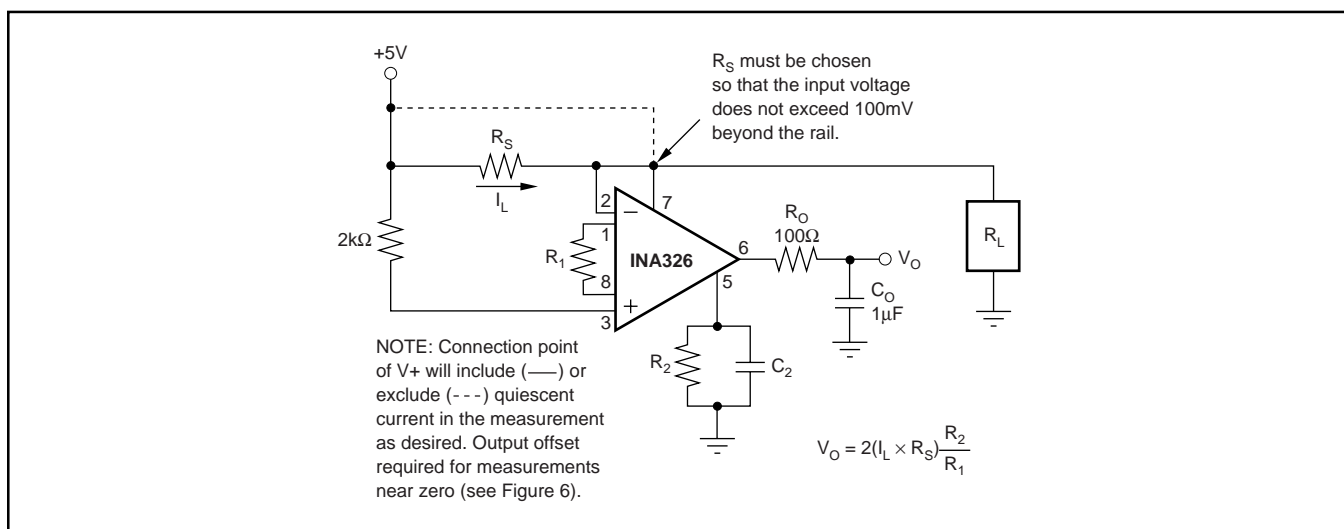 +5V
R_S must be chosen
so that the input voltage
does not exceed 100mV
beyond the rail.
R_S
I_L
2
7
−
2kΩ
1
R_1
INA326
8
+
3
6
5
R_O
100Ω
V_O
R_L
C_O
1μF
R_2
C_2
NOTE: Connection point
of V+ will include (——) or
exclude (- - -) quiescent
current in the measurement
as desired. Output offset
required for measurements
near zero (see Figure 6).
V_O = 2(I_L × R_S) R_2/R_1